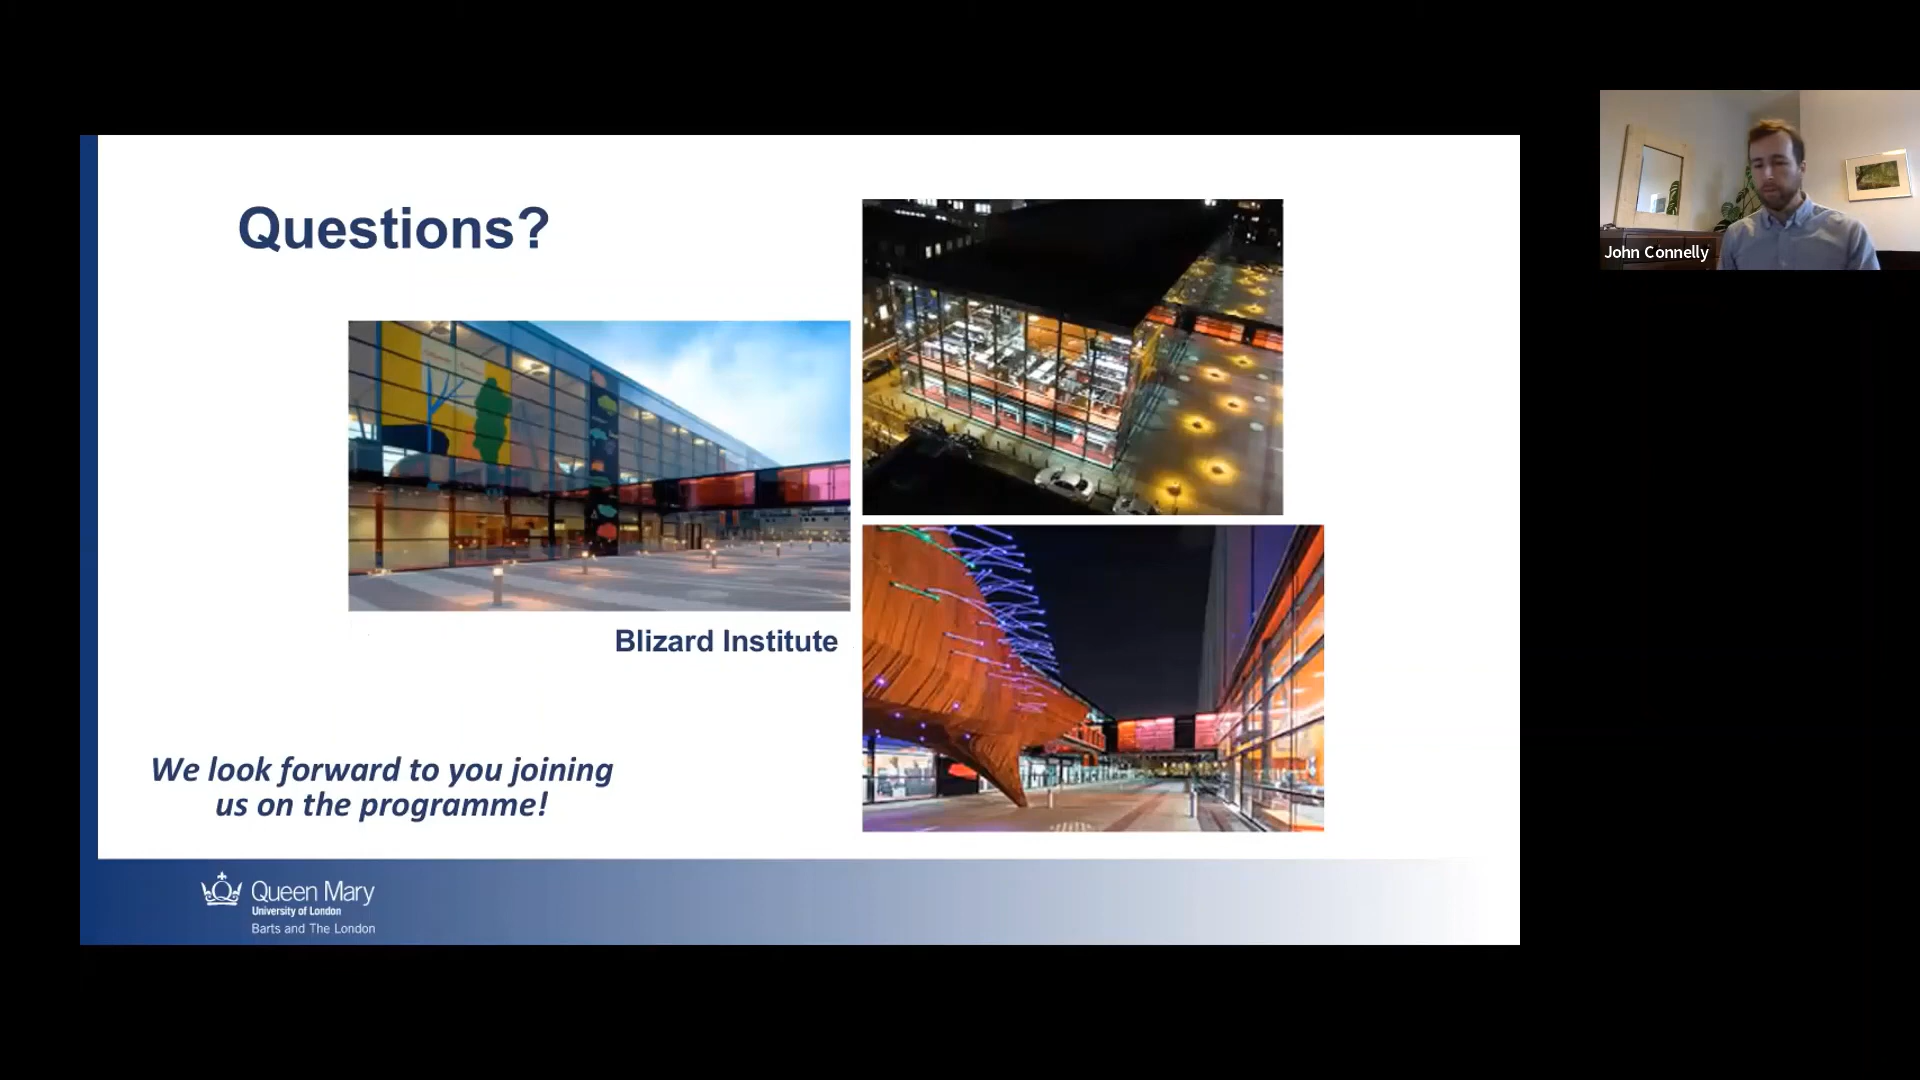 Questions?
John Connelly
Blizard Institute
We look forward to you joining
us on the programme!
Queen Mary
University of London
Barts and The London